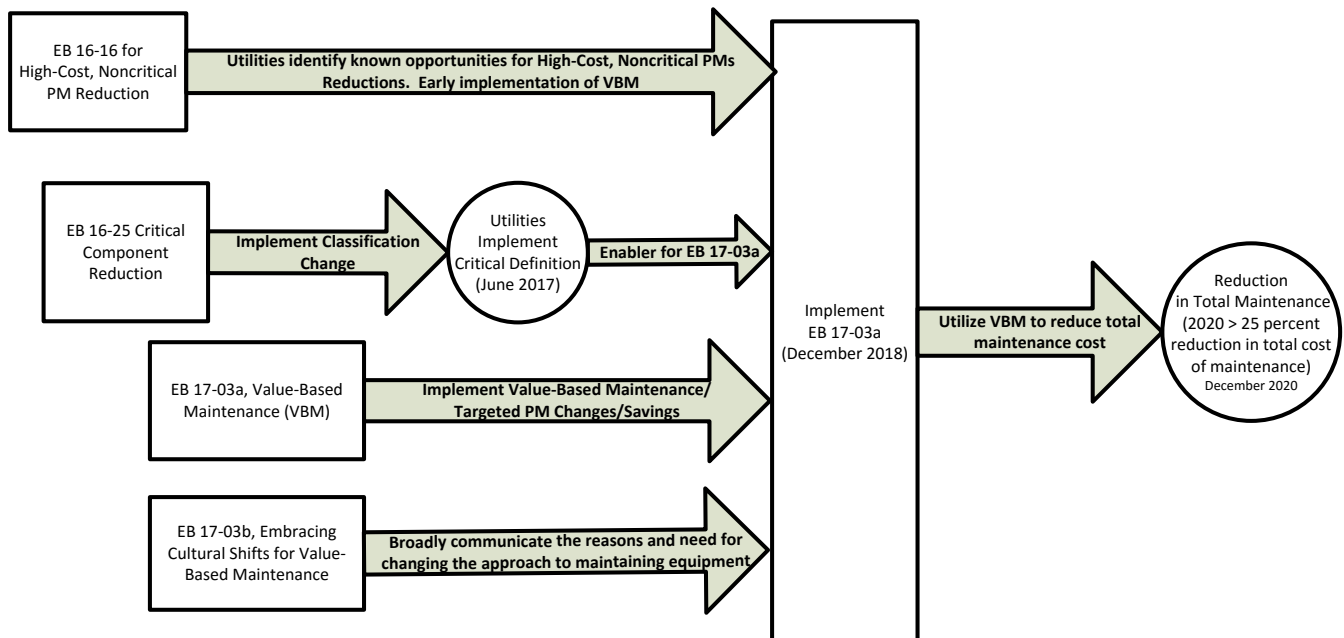 EB 16-16 for
High-Cost, Noncritical
PM Reduction
Utilities identify known opportunities for High-Cost, Noncritical PMs
Reductions.  Early implementation of VBM
EB 16-25 Critical
Component
Reduction
Implement Classification
Change
Utilities
Implement
Critical Definition
(June 2017)
Enabler for EB 17-03a
EB 17-03a, Value-Based
Maintenance (VBM)
Implement Value-Based Maintenance/
Targeted PM Changes/Savings
EB 17-03b, Embracing
Cultural Shifts for Value-
Based Maintenance
Broadly communicate the reasons and need for
changing the approach to maintaining equipment
Implement
EB 17-03a
(December 2018)
Utilize VBM to reduce total
maintenance cost
Reduction
in Total Maintenance
(2020 > 25 percent
reduction in total cost
of maintenance)
December 2020